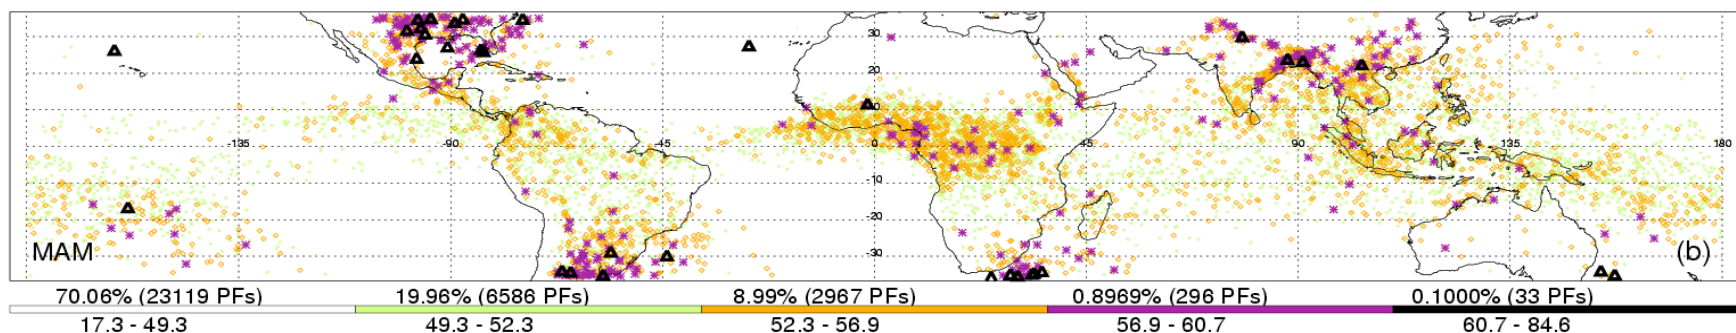 30
20
10
-135 -90 -45 0 45 90 135 180
-10
-20
-30
MAM (b)
70.06% (23119 PFs) 19.96% (6586 PFs) 8.99% (2967 PFs) 0.8969% (296 PFs) 0.1000% (33 PFs)
17.3 - 49.3 49.3 - 52.3 52.3 - 56.9 56.9 - 60.7 60.7 - 84.6